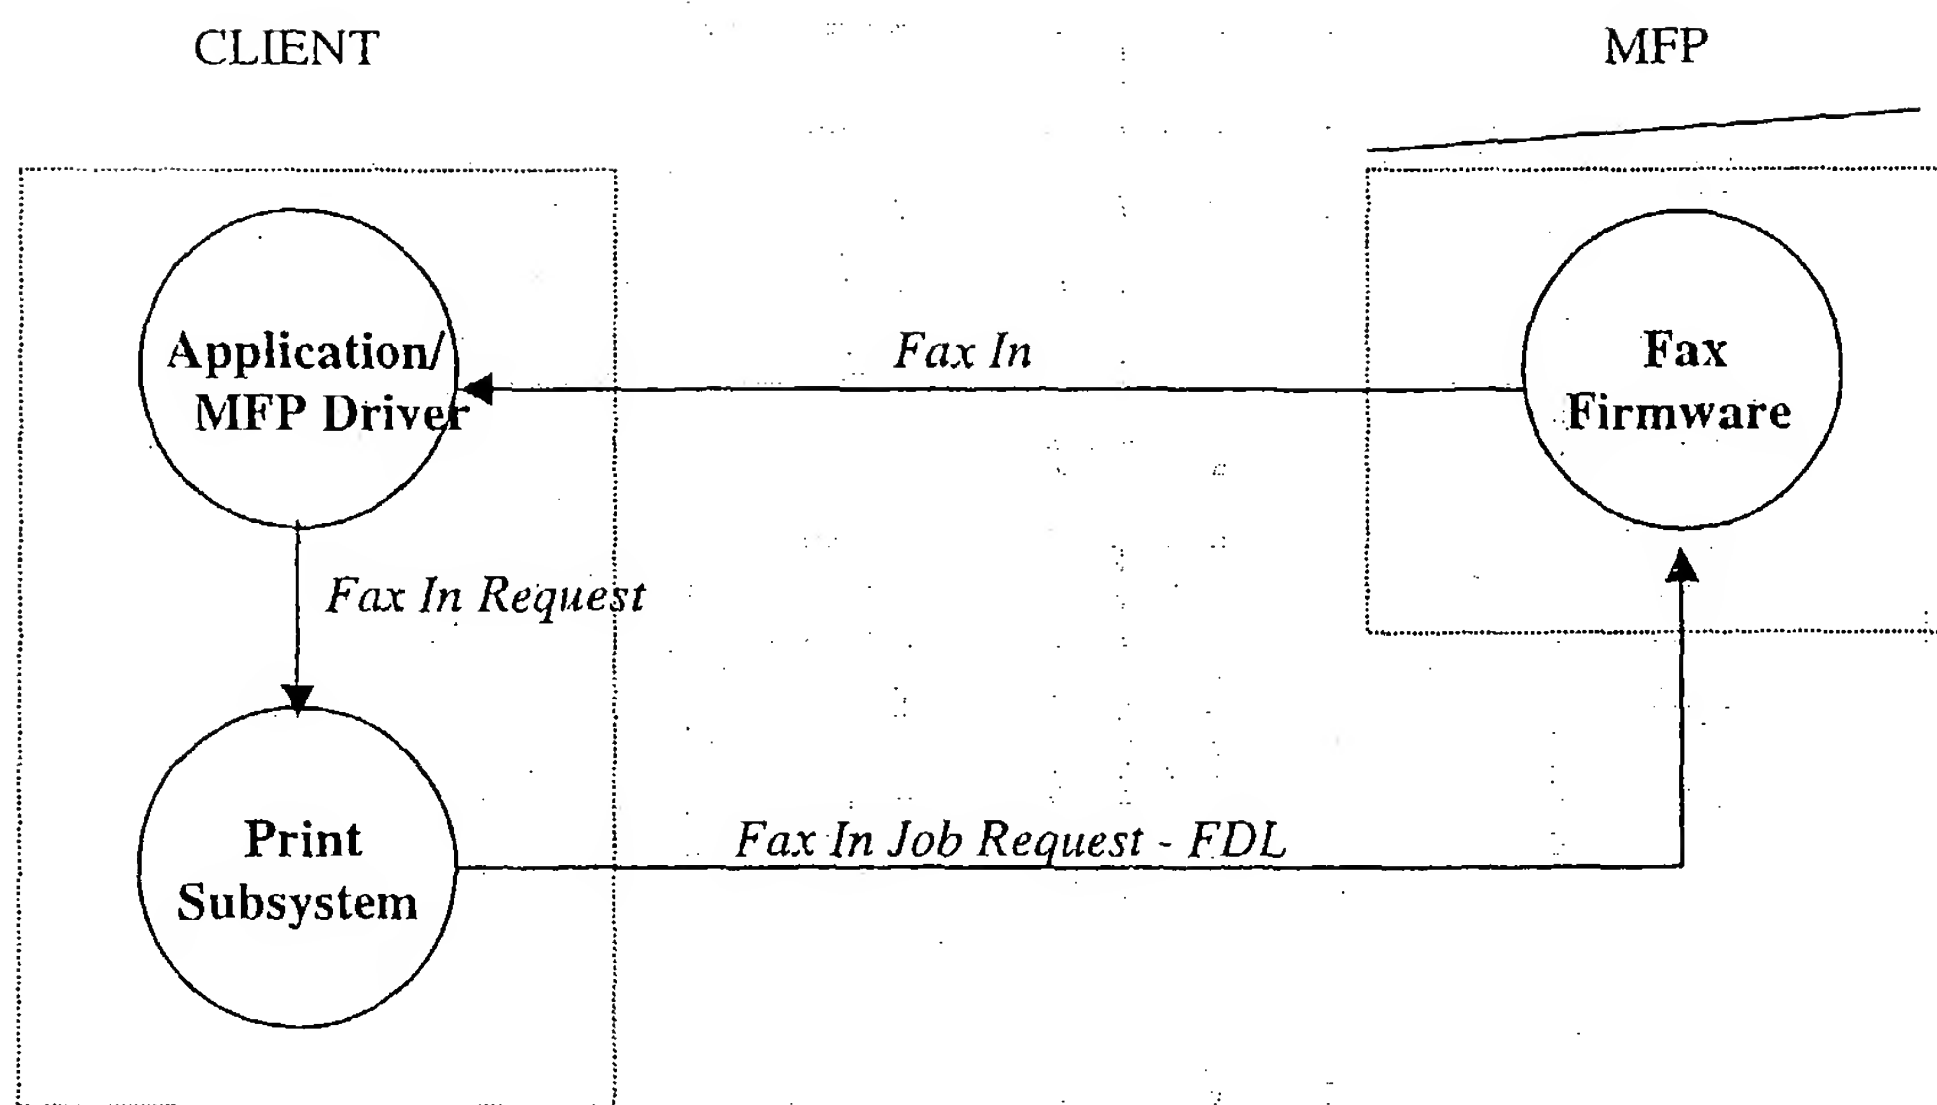 CLIENT
MFP
Application/
MFP Driver
Fax In
Fax
Firmware
Fax In Request
Print
Subsystem
Fax In Job Request - FDL